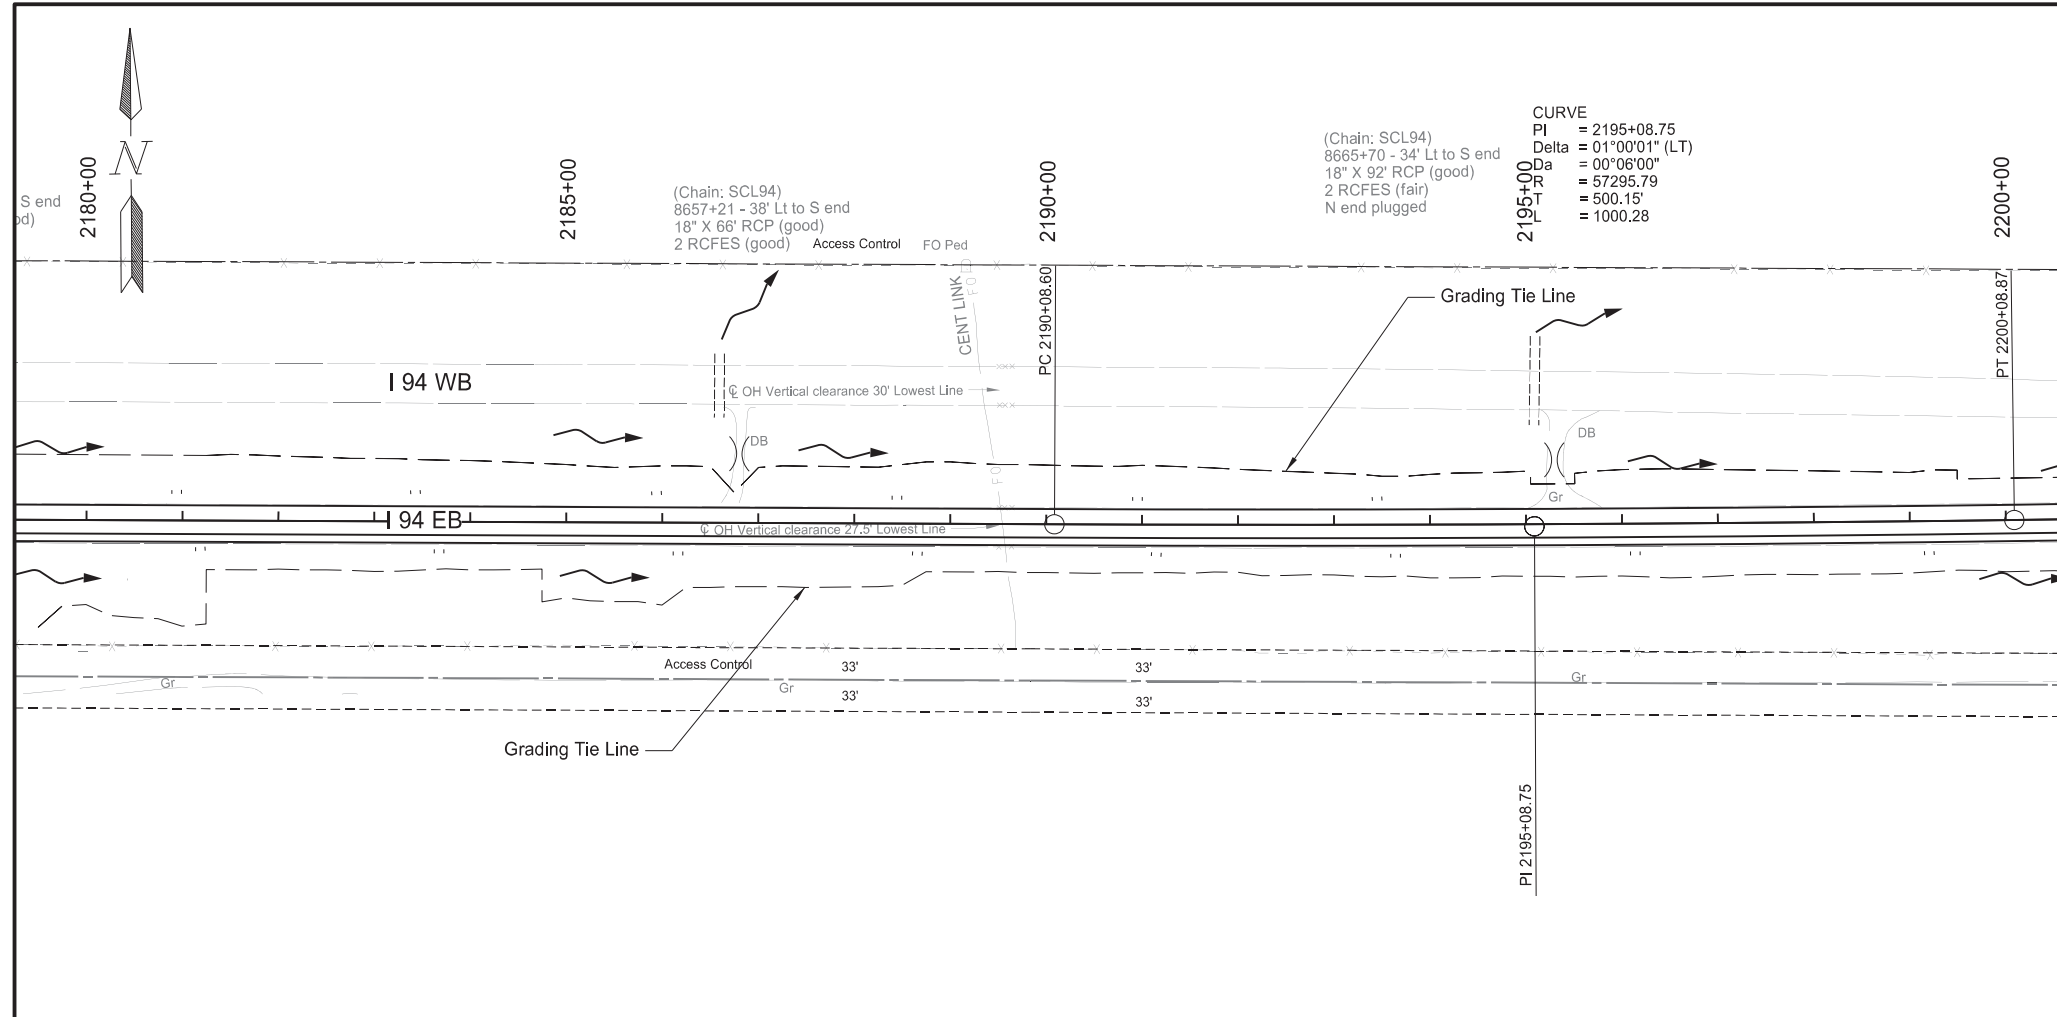 N
2180+00
2185+00
2190+00
2195+00
2200+00
S end
od)
(Chain: SCL94)
8657+21 - 38' Lt to S end
18" X 66' RCP (good)
2 RCFES (good)
Access Control
FO Ped
(Chain: SCL94)
8665+70 - 34' Lt to S end
18" X 92' RCP (good)
2 RCFES (fair)
N end plugged
CURVE
PI = 2195+08.75
Delta = 01°00'01" (LT)
Da = 00°06'00"
R = 57295.79
T = 500.15'
L = 1000.28
CENT LINK
FO
PC 2190+08.60
Grading Tie Line
PT 2200+08.87
I 94 WB
℄ OH Vertical clearance 30' Lowest Line
DB
DB
FO
Gr
I 94 EB
℄ OH Vertical clearance 27.5' Lowest Line
Access Control
33'
33'
Gr
Gr
Gr
33'
33'
Grading Tie Line
PI 2195+08.75